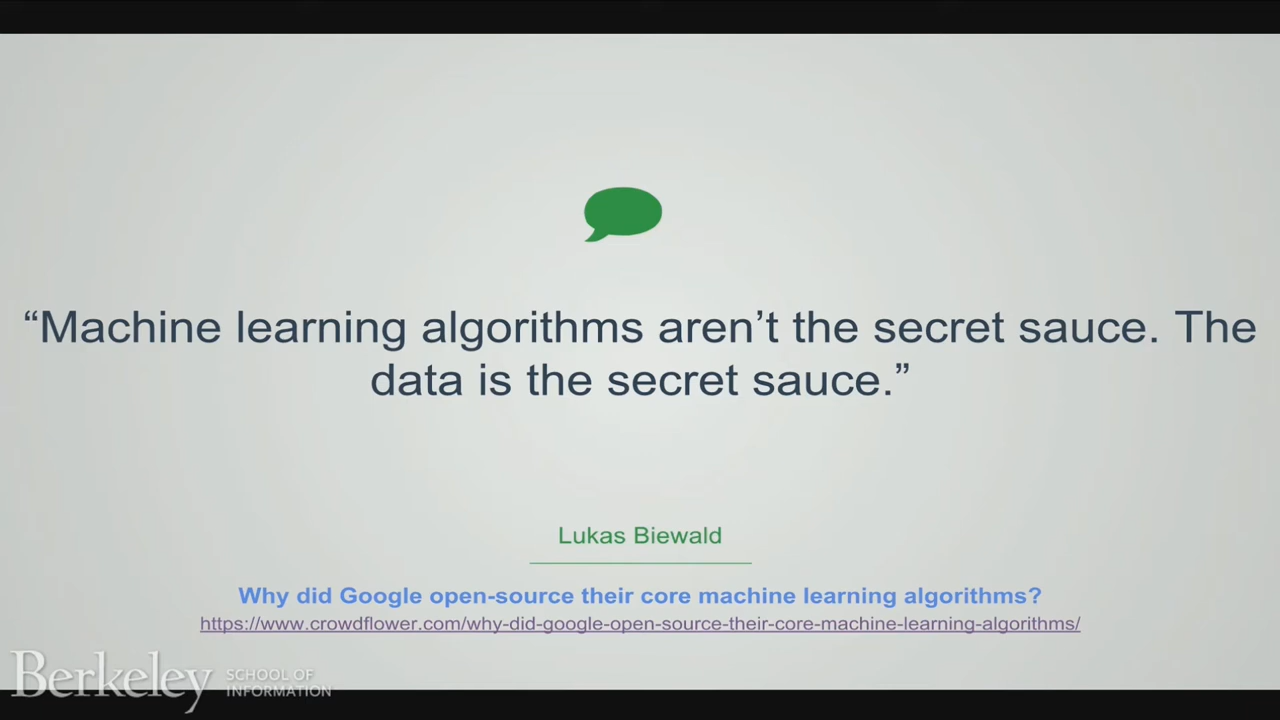 “Machine learning algorithms aren’t the secret sauce. The
data is the secret sauce.”
Lukas Biewald
Why did Google open-source their core machine learning algorithms?
https://www.crowdflower.com/why-did-google-open-source-their-core-machine-learning-algorithms/
Berkeley SCHOOL OF
INFORMATION